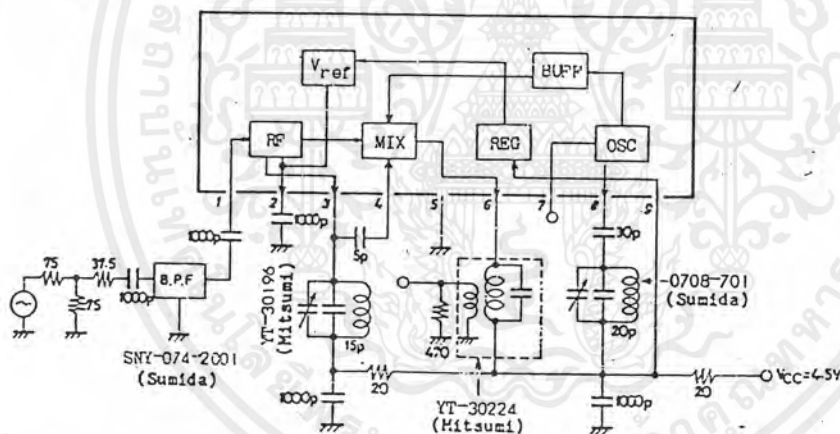 Vref
BUFF
RF
MIX
REG
OSC
1
2
3
4
5
6
7
8
9
1000p
1000p
5p
30p
75
37.5
1000p
75
B.P.F
SNY-074-2001
(Sumida)
YT-30196
(Mitsumi)
15p
470
20p
-0708-701
(Sumida)
1000p
20
YT-30224
(Mitsumi)
1000p
20
VCC=4.5V